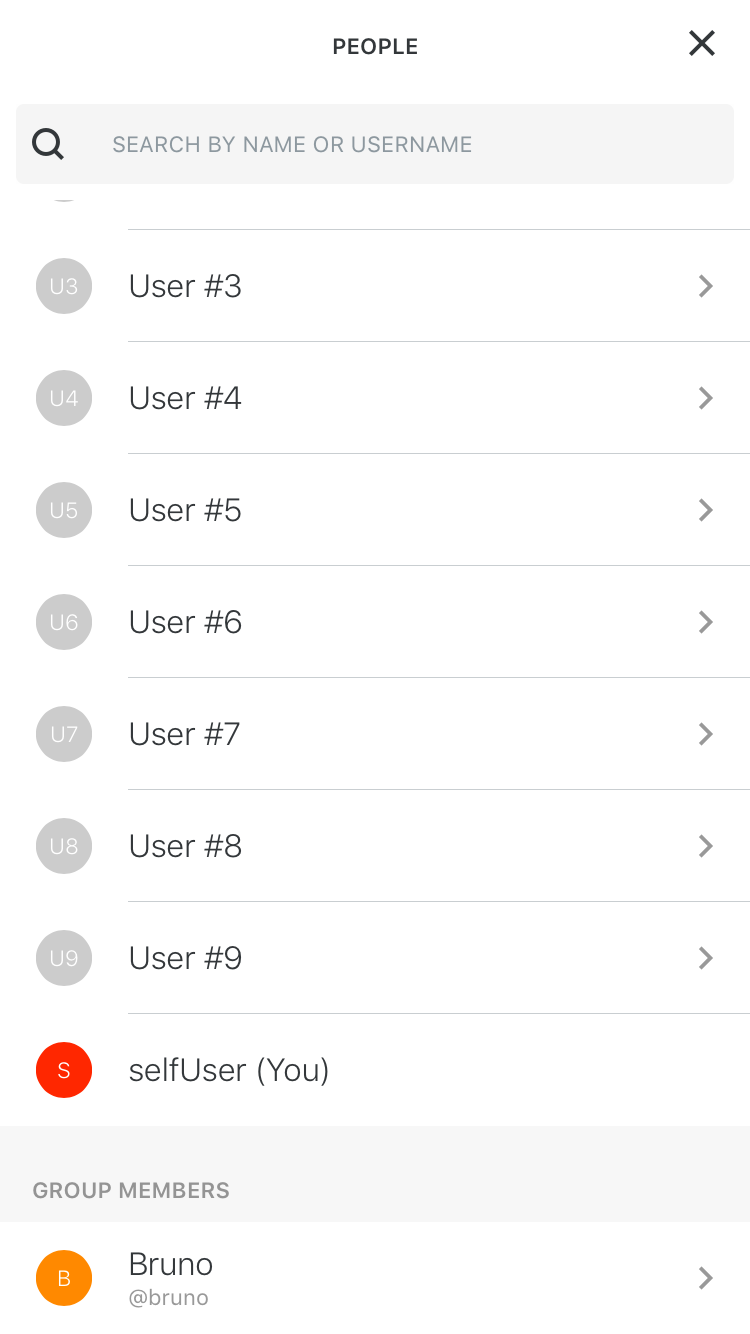 PEOPLE
SEARCH BY NAME OR USERNAME
U3 User #3
U4 User #4
U5 User #5
U6 User #6
U7 User #7
U8 User #8
U9 User #9
S selfUser (You)
GROUP MEMBERS
B Bruno
@bruno